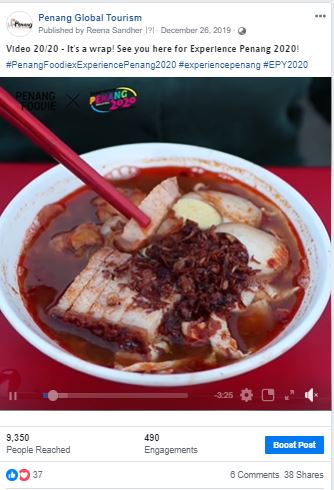 Penang Global Tourism
Published by Reena Sandher [?] · December 26, 2019 ·
Video 20/20 - It's a wrap! See you here for Experience Penang 2020!
#PenangFoodiexExperiencePenang2020 #experiencepenang #EPY2020
PENANG FOODIE X PENANG 2020
-3:25
9,350 490
People Reached Engagements Boost Post
37 6 Comments 38 Shares